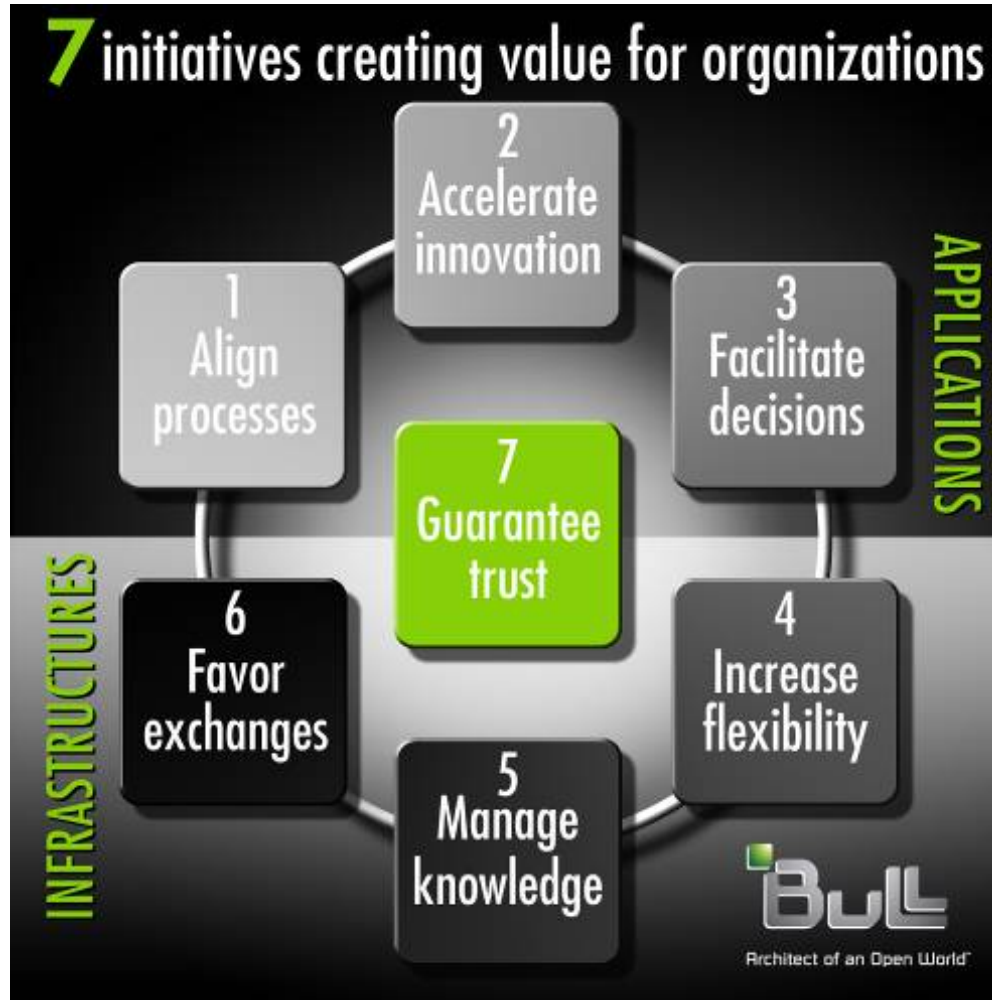 7 initiatives creating value for organizations
2
Accelerate
innovation
1
Align
processes
3
Facilitate
decisions
APPLICATIONS
7
Guarantee
trust
INFRASTRUCTURES
6
Favor
exchanges
4
Increase
flexibility
5
Manage
knowledge
Bull
Architect of an Open World™